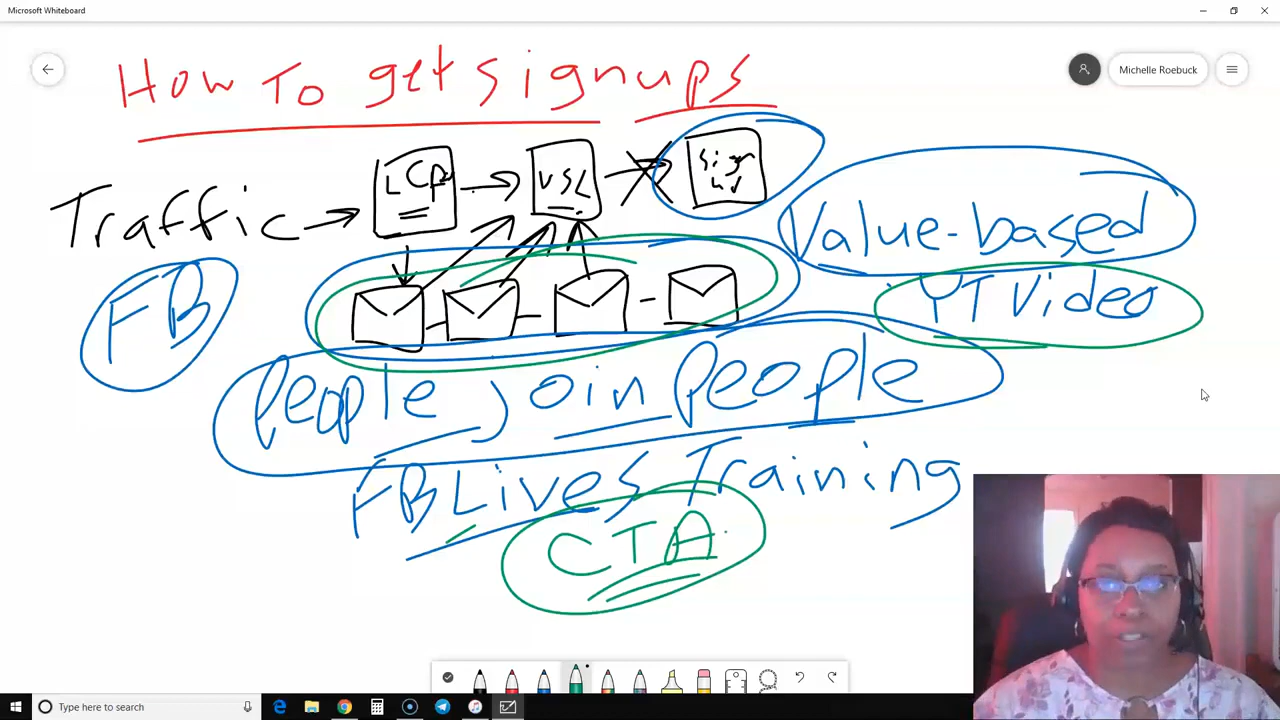 Microsoft Whiteboard
Michelle Roebuck
How To get signups
Traffic → LCP → VSL → Sign
Value-based
YT Video
FB
People join People
FB Lives Training
CTA
Type here to search